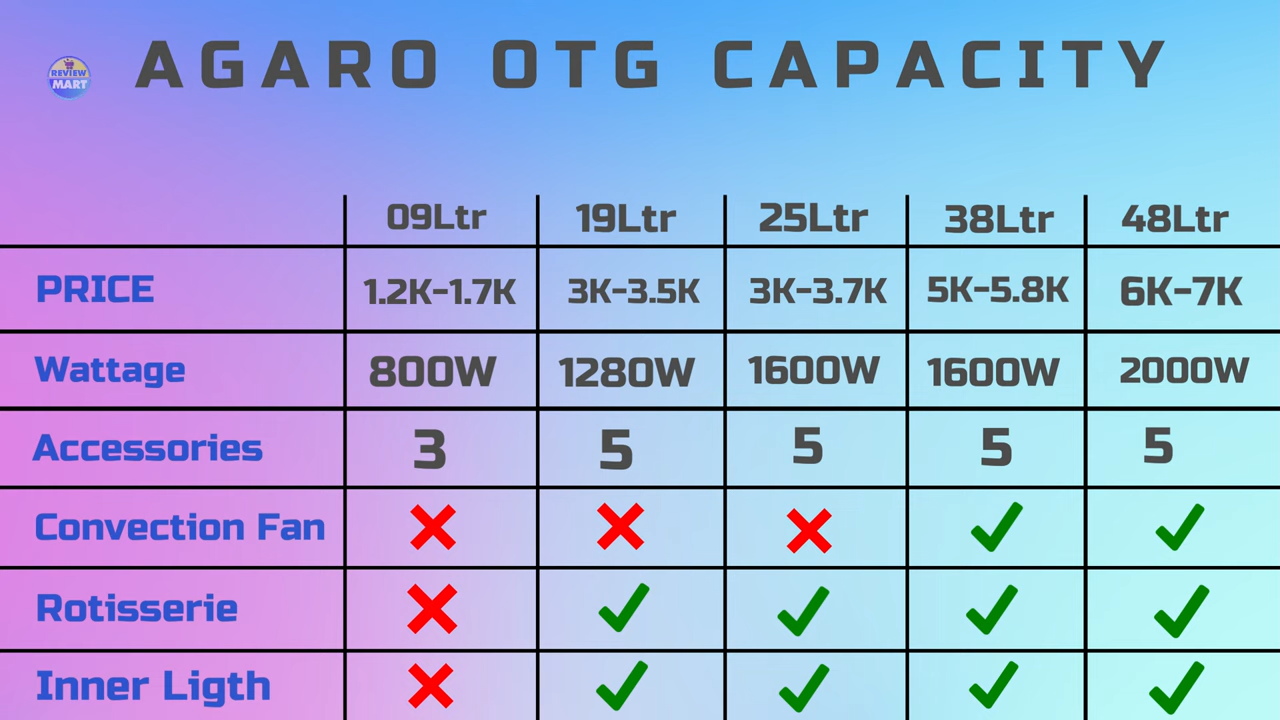 REVIEW
MART
AGARO OTG CAPACITY
09Ltr 19Ltr 25Ltr 38Ltr 48Ltr
PRICE 1.2K-1.7K 3K-3.5K 3K-3.7K 5K-5.8K 6K-7K
Wattage 800W 1280W 1600W 1600W 2000W
Accessories 3 5 5 5 5
Convection Fan
Rotisserie
Inner Ligth